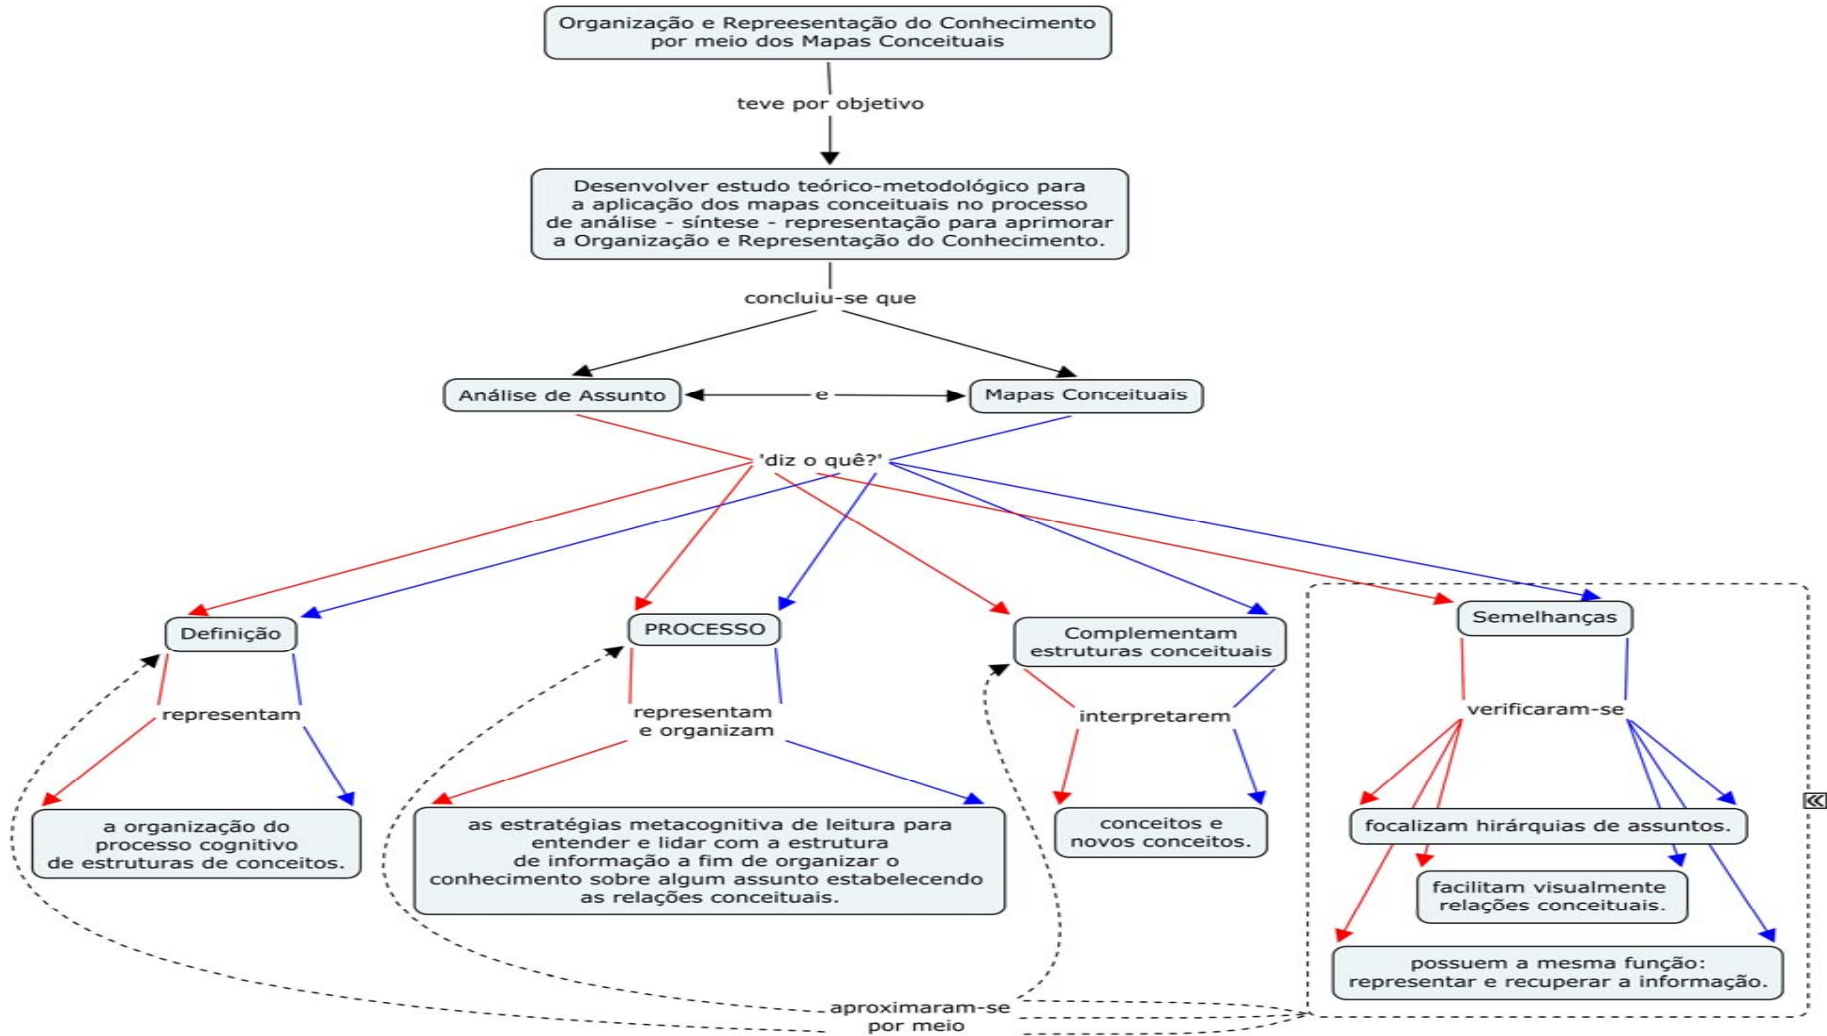 Organização e Repreesentação do Conhecimento
por meio dos Mapas Conceituais
teve por objetivo
Desenvolver estudo teórico-metodológico para
a aplicação dos mapas conceituais no processo
de análise - síntese - representação para aprimorar
a Organização e Representação do Conhecimento.
concluiu-se que
Análise de Assunto
e
Mapas Conceituais
'diz o quê?'
Definição
PROCESSO
Complementam
estruturas conceituais
Semelhanças
representam
representam
e organizam
interpretarem
verificaram-se
a organização do
processo cognitivo
de estruturas de conceitos.
as estratégias metacognitiva de leitura para
entender e lidar com a estrutura
de informação a fim de organizar o
conhecimento sobre algum assunto estabelecendo
as relações conceituais.
conceitos e
novos conceitos.
focalizam hirárquias de assuntos.
facilitam visualmente
relações conceituais.
possuem a mesma função:
representar e recuperar a informação.
aproximaram-se
por meio